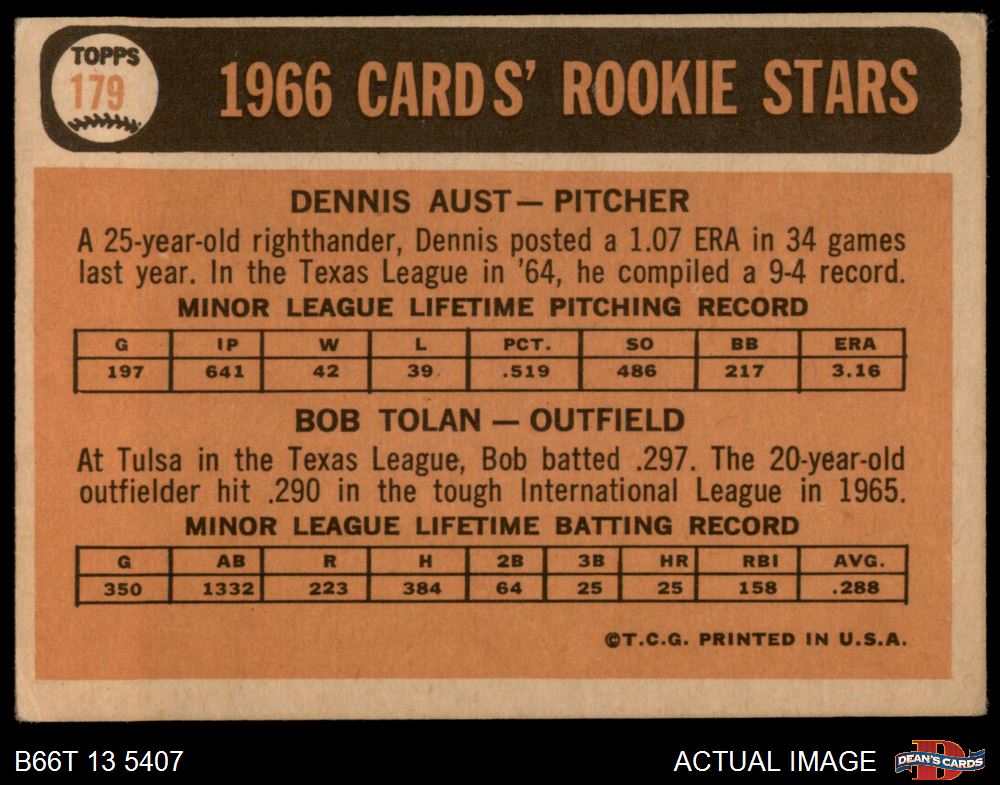 TOPPS
179
1966 CARDS' ROOKIE STARS
DENNIS AUST — PITCHER
A 25-year-old righthander, Dennis posted a 1.07 ERA in 34 games
last year. In the Texas League in '64, he compiled a 9-4 record.
MINOR LEAGUE LIFETIME PITCHING RECORD
G IP W L PCT. SO BB ERA
197 641 42 39 .519 486 217 3.16
BOB TOLAN — OUTFIELD
At Tulsa in the Texas League, Bob batted .297. The 20-year-old
outfielder hit .290 in the tough International League in 1965.
MINOR LEAGUE LIFETIME BATTING RECORD
G AB R H 2B 3B HR RBI AVG.
350 1332 223 384 64 25 25 158 .288
©T.C.G. PRINTED IN U.S.A.
B66T 13 5407
ACTUAL IMAGE
D
DEAN'S CARDS